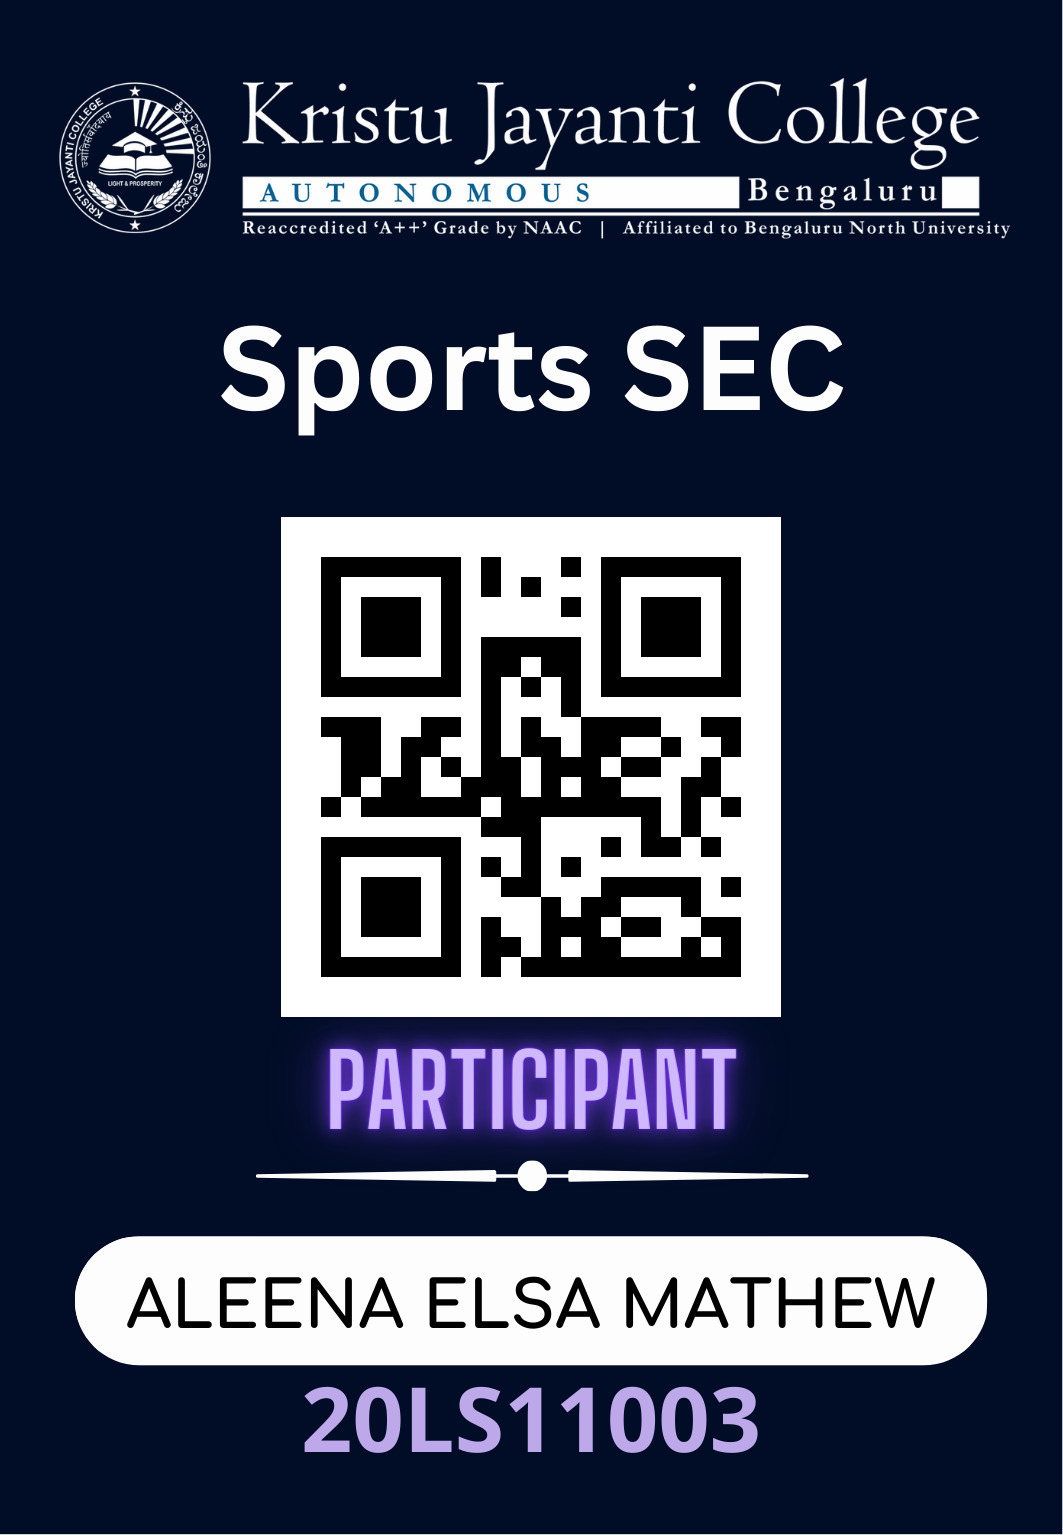 KRISTU JAYANTI COLLEGE
ಕ್ರಿಸ್ತು ಜಯಂತಿ ಕಾಲೇಜು
LIGHT & PROSPERITY
Kristu Jayanti College
AUTONOMOUS Bengaluru
Reaccredited ‘A++’ Grade by NAAC | Affiliated to Bengaluru North University
Sports SEC
PARTICIPANT
ALEENA ELSA MATHEW
20LS11003